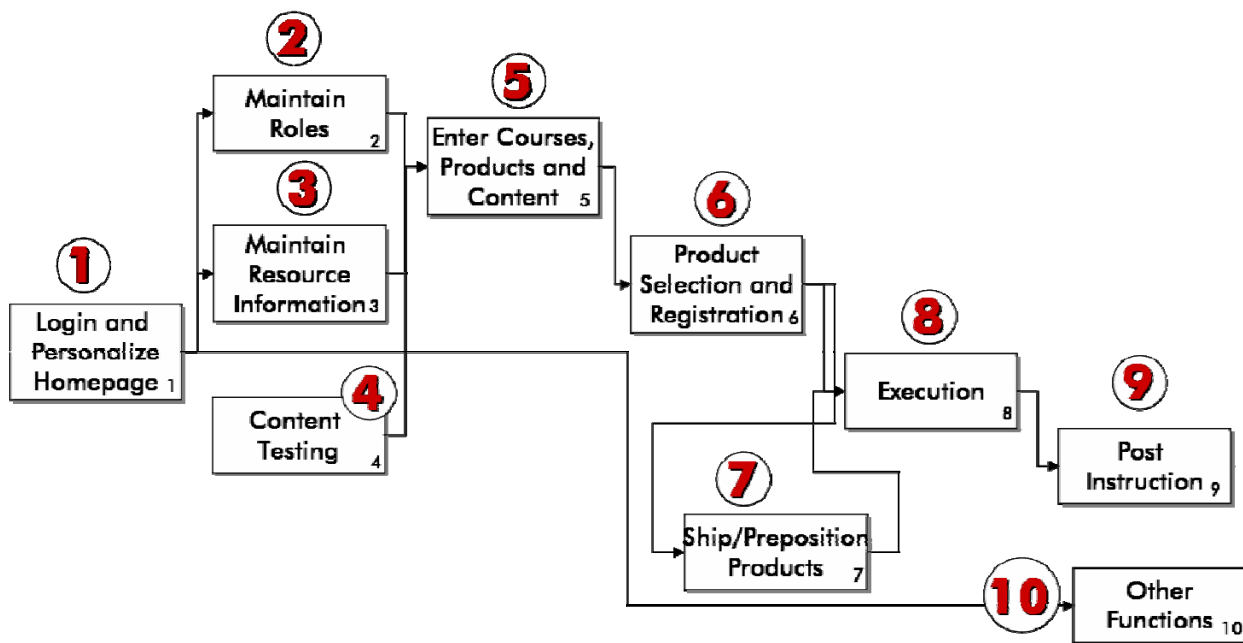 1
Login and
Personalize
Homepage 1
2
Maintain
Roles
2
3
Maintain
Resource
Information 3
4
Content
Testing
4
5
Enter Courses,
Products and
Content 5
6
Product
Selection and
Registration 6
7
Ship/Preposition
Products 7
8
Execution
8
9
Post
Instruction 9
10
Other
Functions 10